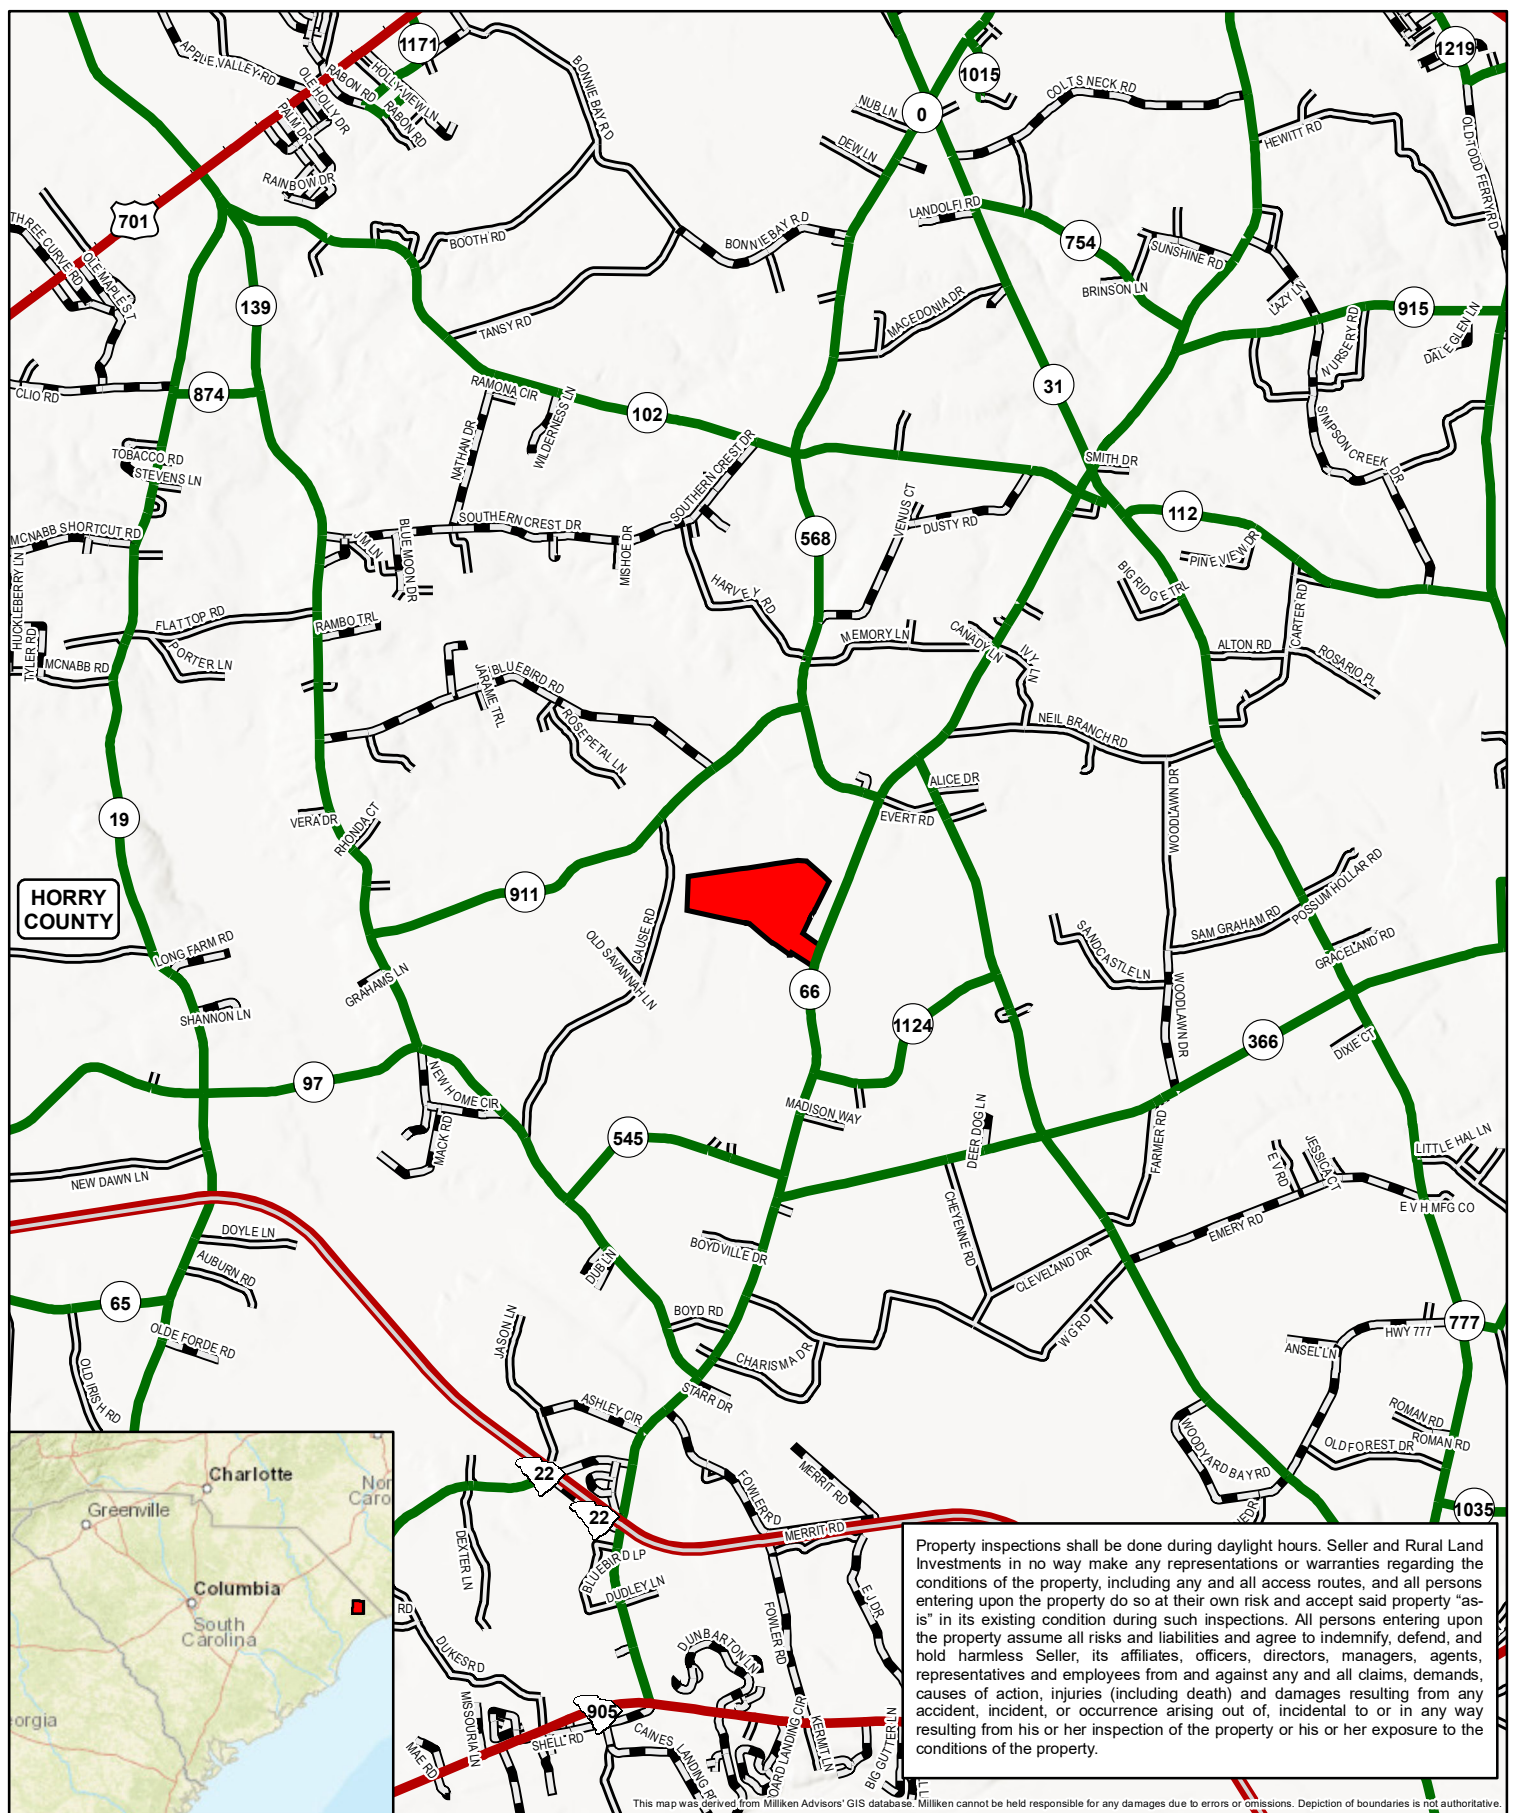 1171
1219
APPLE VALLEY RD
RABON RD
HOLLY VIEW LN
OLE HOLLY DR
RABON RD
PALM DR
BONNIE BAY RD
1015
COLTS NECK RD
NUB LN
0
DEW LN
HEWITT RD
OLD TODD FERRY RD
RAINBOW DR
701
THREE CURVE RD
OLE MAPLE ST
BOOTH RD
BONNIE BAY RD
LANDOLFI RD
754
SUNSHINE RD
BRINSON LN
LAZY LN
139
TANSY RD
MACEDONIA DR
915
NURSERY RD
DALE GLEN LN
CLIO RD
874
RAMONA CIR
WILDERNESS LN
102
31
NATHAN DR
SOUTHERN CREST DR
SIMPSON CREEK DR
TOBACCO RD
STEVENS LN
SMITH DR
MCNABB SHORTCUT RD
J M LN
BLUE MOON DR
SOUTHERN CREST DR
MISHOE DR
568
VENUS CT
DUSTY RD
112
PINEVIEW DR
HUCKLEBERRY LN
TYLER RD
BIG RIDGE TRL
HARVEY RD
CARTER RD
FLATTOP RD
RAMBO TRL
MEMORY LN
CANADY LN
IVY LN
ALTON RD
ROSARIO PL
PORTER LN
MCNABB RD
BLUEBIRD RD
JARAME TRL
ROSEPETAL LN
NEIL BRANCH RD
19
VERA DR
RHONDA CT
ALICE DR
EVERT RD
WOODLAWN DR
HORRY
COUNTY
911
GAUSE RD
OLD SAVANNAH LN
POSSUM HOLLAR RD
SAM GRAHAM RD
SANDCASTLE LN
GRACELAND RD
LONG FARM RD
GRAHAMS LN
SHANNON LN
66
1124
WOODLAWN DR
366
DIXIE CT
97
NEW HOME CIR
MACK RD
545
MADISON WAY
DEER DOG LN
FARMER RD
LITTLE HAL LN
E V RD
JESSICA CT
NEW DAWN LN
CHEYENNE RD
E V H MFG CO
DOYLE LN
AUBURN RD
DUB LN
BOYDVILLE DR
CLEVELAND DR
EMERY RD
65
OLDE FORDE RD
OLD IRISH RD
JASON LN
BOYD RD
CHARISMA DR
W G RD
777
HWY 777
ANSEL LN
STARR DR
ASHLEY CIR
ROMAN RD
ROMAN RD
OLD FOREST DR
WOODYARD BAY RD
22
22
FOWLER RD
MERRIT RD
MERRIT RD
1035
DEXTER LN
BLUEBIRD LP
DUDLEY LN
E J DR
FOWLER RD
RD
DUKES RD
DUNBARTON LN
MISSOURIA LN
905
SHELL RD
MAE RD
CAINES LANDING RD
OARD LANDING CIR
KERMIT LN
BIG GUTTER LN
Charlotte
Greenville
Nor
Caro
Columbia
South
Carolina
eorgia
Property inspections shall be done during daylight hours. Seller and Rural Land
Investments in no way make any representations or warranties regarding the
conditions of the property, including any and all access routes, and all persons
entering upon the property do so at their own risk and accept said property “as-
is” in its existing condition during such inspections. All persons entering upon
the property assume all risks and liabilities and agree to indemnify, defend, and
hold harmless Seller, its affiliates, officers, directors, managers, agents,
representatives and employees from and against any and all claims, demands,
causes of action, injuries (including death) and damages resulting from any
accident, incident, or occurrence arising out of, incidental to or in any way
resulting from his or her inspection of the property or his or her exposure to the
conditions of the property.
This map was derived from Milliken Advisors' GIS database. Milliken cannot be held responsible for any damages due to errors or omissions. Depiction of boundaries is not authoritative.